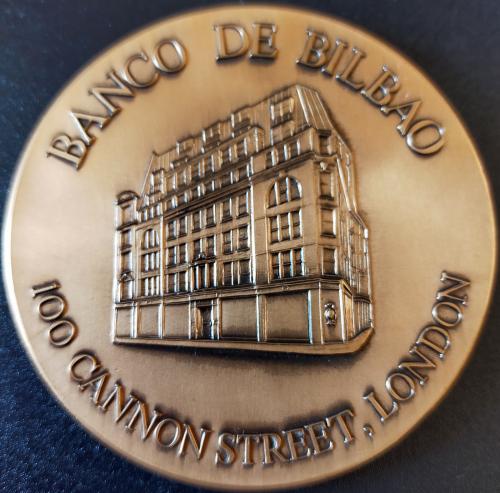 BANCO DE BILBAO
100 CANNON STREET, LONDON